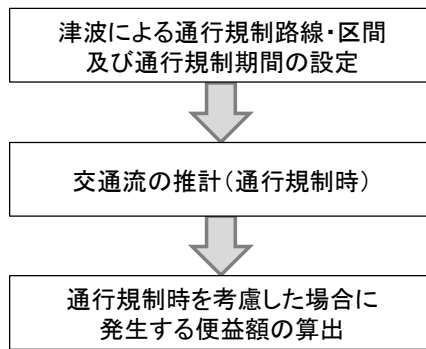 津波による通行規制路線・区間
及び通行規制期間の設定
交通流の推計(通行規制時)
通行規制時を考慮した場合に
発生する便益額の算出